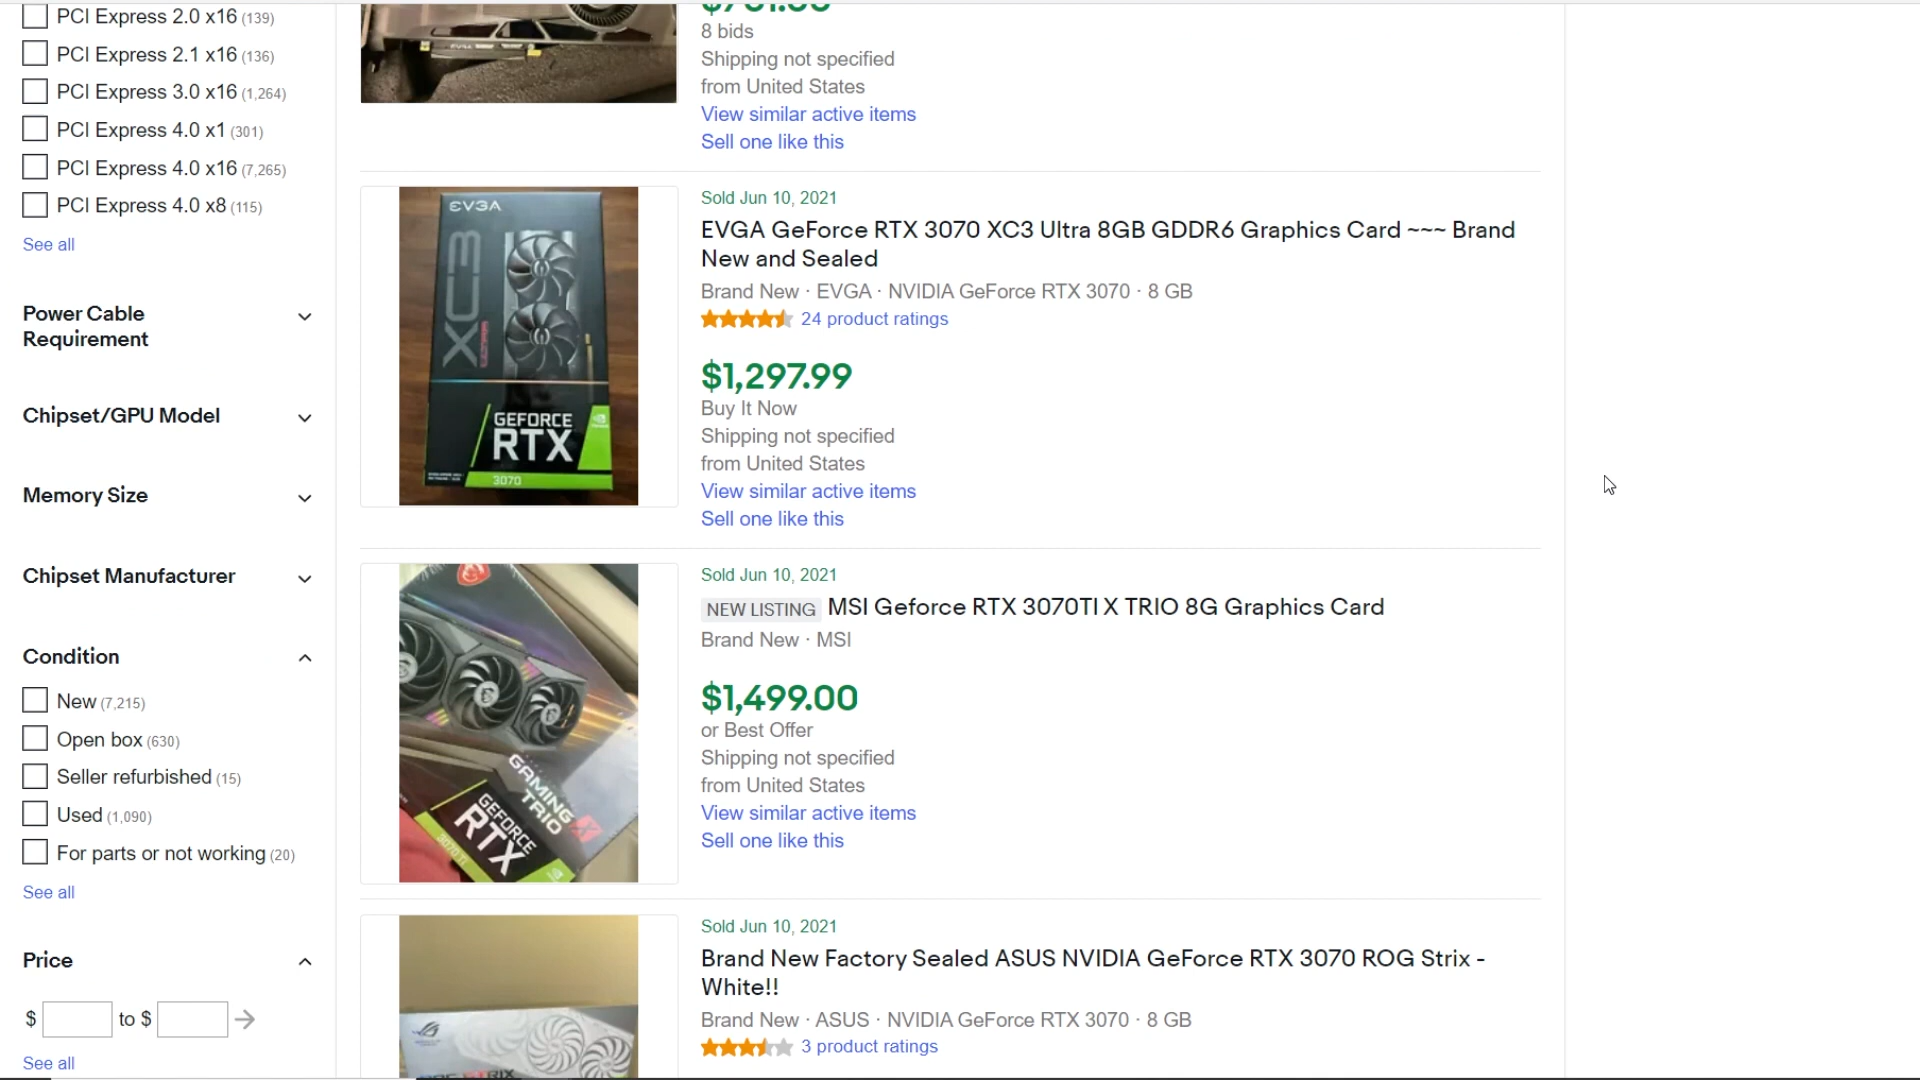 PCI Express 2.0 x16 (139)
PCI Express 2.1 x16 (136)
PCI Express 3.0 x16 (1,264)
PCI Express 4.0 x1 (301)
PCI Express 4.0 x16 (7,265)
PCI Express 4.0 x8 (115)
See all
Power Cable
Requirement
Chipset/GPU Model
Memory Size
Chipset Manufacturer
Condition
New (7,215)
Open box (630)
Seller refurbished (15)
Used (1,090)
For parts or not working (20)
See all
Price
$ to $
See all
8 bids
Shipping not specified
from United States
View similar active items
Sell one like this
EVGA
XC3
ULTRA
GEFORCE
RTX
3070
Sold Jun 10, 2021
EVGA GeForce RTX 3070 XC3 Ultra 8GB GDDR6 Graphics Card ~~~ Brand
New and Sealed
Brand New · EVGA · NVIDIA GeForce RTX 3070 · 8 GB
24 product ratings
$1,297.99
Buy It Now
Shipping not specified
from United States
View similar active items
Sell one like this
GAMING X
TRIO
GEFORCE
RTX
3070 TI
Sold Jun 10, 2021
NEW LISTING MSI Geforce RTX 3070TI X TRIO 8G Graphics Card
Brand New · MSI
$1,499.00
or Best Offer
Shipping not specified
from United States
View similar active items
Sell one like this
Sold Jun 10, 2021
Brand New Factory Sealed ASUS NVIDIA GeForce RTX 3070 ROG Strix -
White!!
Brand New · ASUS · NVIDIA GeForce RTX 3070 · 8 GB
3 product ratings